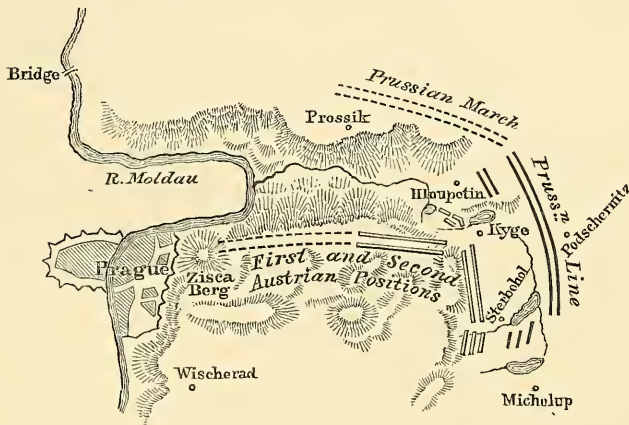 Bridge
Prussian March
Prossik
R. Moldau
Hloupetin
Pruss.n Line
Podschernitz
Kyge
Prague
Zisca
Berg
First and Second
Austrian Positions
Sterbohol
Wischerad
Micholup